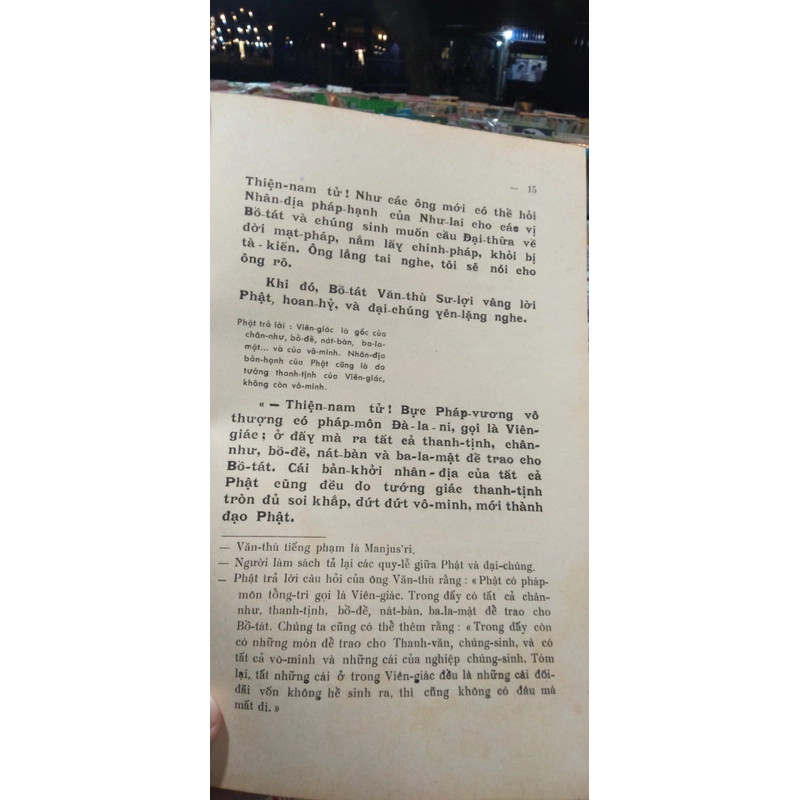 — 15
Thiện-nam tử ! Như các ông mới có thề hỏi
Nhân-địa pháp-hạnh của Như-lai cho các vị
Bồ-tát và chúng sinh muốn cầu Đại-thừa về
đời mạt-pháp, nắm lấy chinh-pháp, khỏi bị
tà-kiến. Ông lắng tai nghe, tôi sẽ nói cho
ông rõ.
Khi đó, Bồ-tát Văn-thù Sư-lợi vâng lời
Phật, hoan-hỷ, và đại-chúng yên-lặng nghe.
Phật trả lời : Viên-giác là gốc của
chân-như, bồ-đề, nát-bàn, ba-la-
mật... và của vô-minh. Nhân-địa
bản-hạnh của Phật cũng là do
tướng thanh-tịnh của Viên-giác,
không còn vô-minh.
« — Thiện-nam tử ! Bực Pháp-vương vô
thượng có pháp-môn Đà-la-ni, gọi là Viên-
giác ; ở đấy mà ra tất cả thanh-tịnh, chân-
như, bồ-đề, nát-bàn và ba-la-mật dề trao cho
Bồ-tát. Cái bản-khởi nhân-địa của tất cả
Phật cũng đều do tướng giác thanh-tịnh
tròn đủ soi khắp, dứt dứt vô-minh, mới thành
đạo Phật.
— Văn-thù tiếng phạm là Manjus'ri.
— Người làm sách tả lại các quy-lễ giữa Phật và đại-chúng.
— Phật trả lời câu hỏi của ông Văn-thù rằng : « Phật có pháp-
môn tồng-trì gọi là Viên-giác. Trong đấy có tất cả chân-
như, thanh-tịnh, bồ-đề, nát-bàn, ba.la-mật dề trao cho
Bồ-tát. Chúng ta cũng có thề thêm rằng : « Trong đấy còn
có những món dề trao cho Thanh-văn, chúng-sinh, và có
tất cả vô-minh và những cái của nghiệp chúng-sinh. Tóm
lại, tất những cái ở trong Viên-giác đều là những cái đối-
đãi vốn không hề sinh ra, thì cũng không có đâu mà
mất đi. »